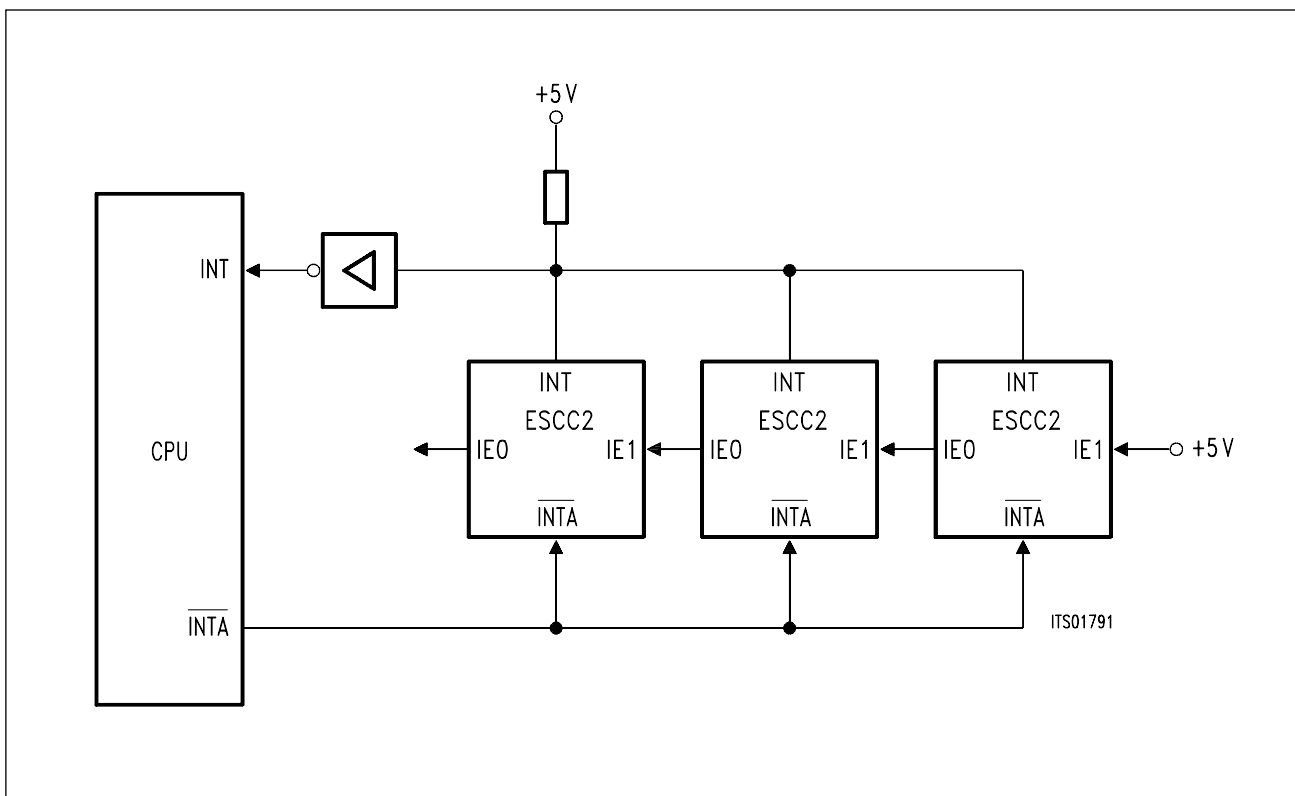 +5V
INT
INT
INT
INT
ESCC2
ESCC2
ESCC2
CPU
IE0
IE1
IE0
IE1
IE0
IE1
+5V
INTA
INTA
INTA
INTA
ITS01791